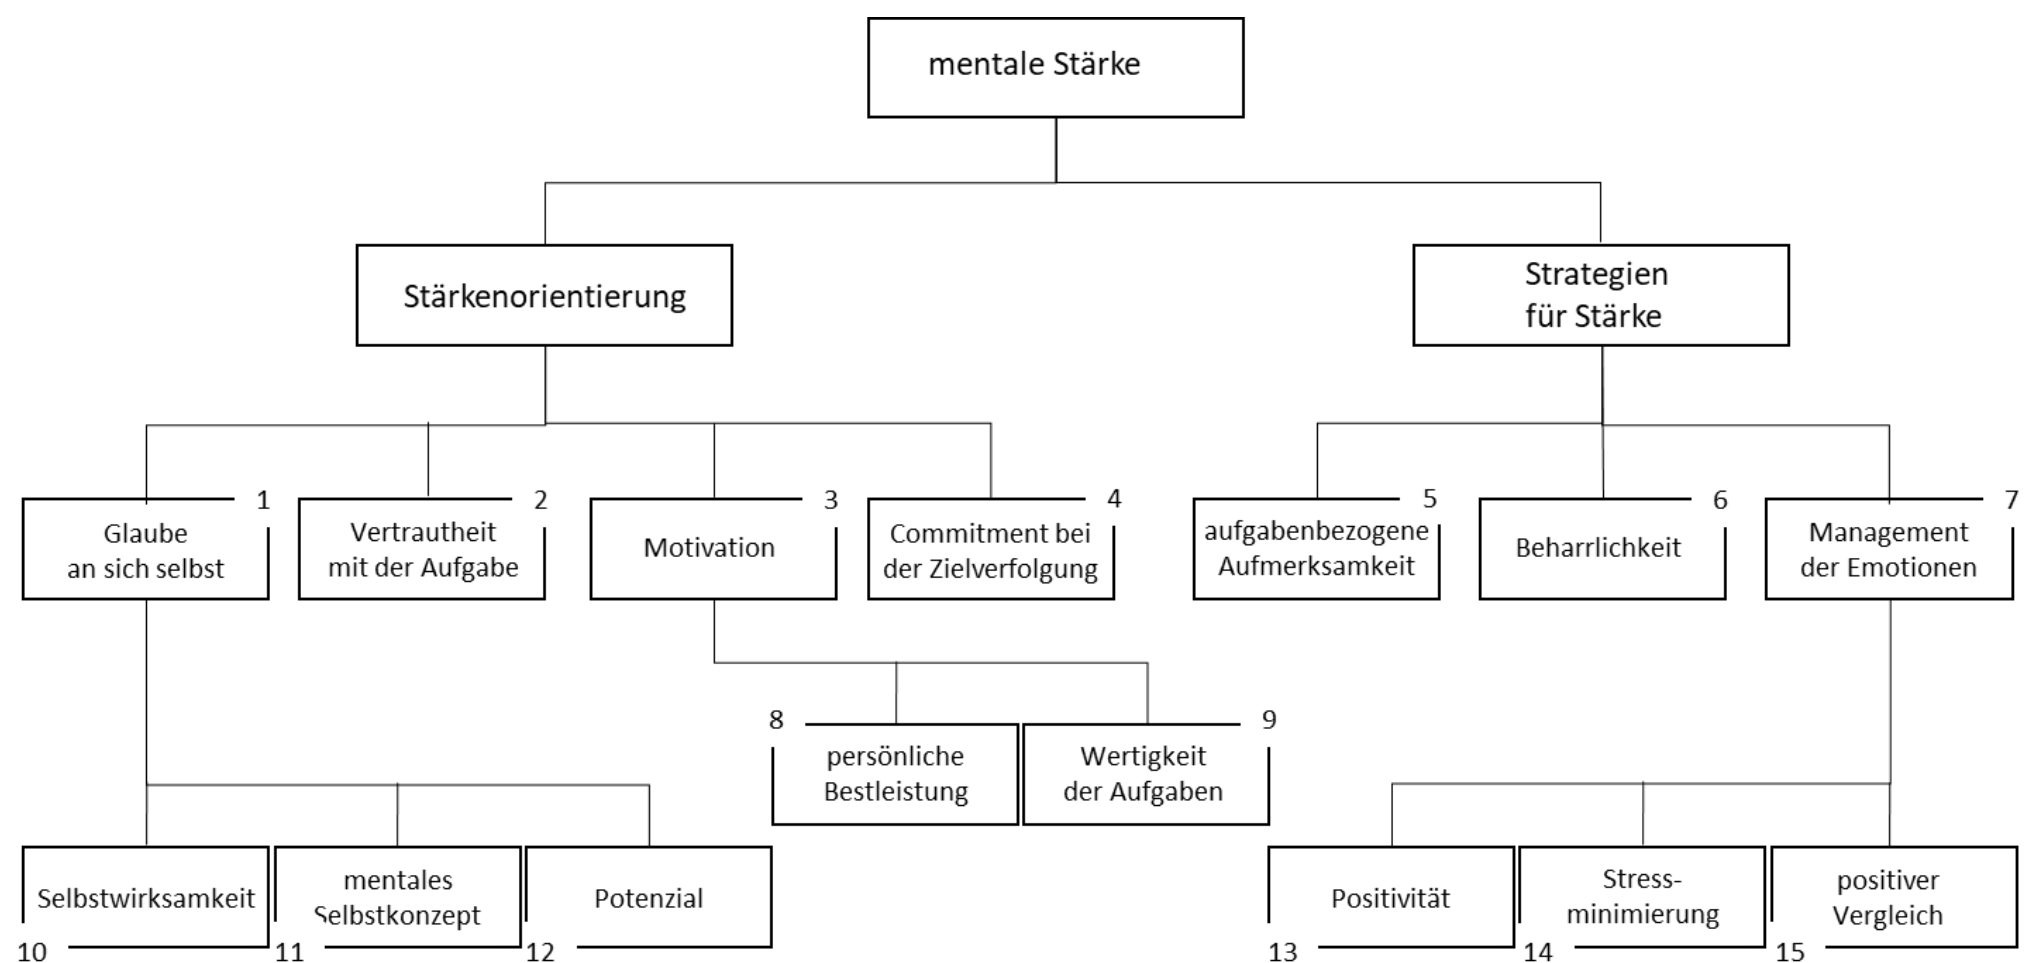 mentale Stärke
Stärkenorientierung
Strategien
für Stärke
1
Glaube
an sich selbst
2
Vertrautheit
mit der Aufgabe
3
Motivation
4
Commitment bei
der Zielverfolgung
5
aufgabenbezogene
Aufmerksamkeit
6
Beharrlichkeit
7
Management
der Emotionen
8
persönliche
Bestleistung
9
Wertigkeit
der Aufgaben
Selbstwirksamkeit
10
mentales
Selbstkonzept
11
Potenzial
12
Positivität
13
Stress-
minimierung
14
positiver
Vergleich
15